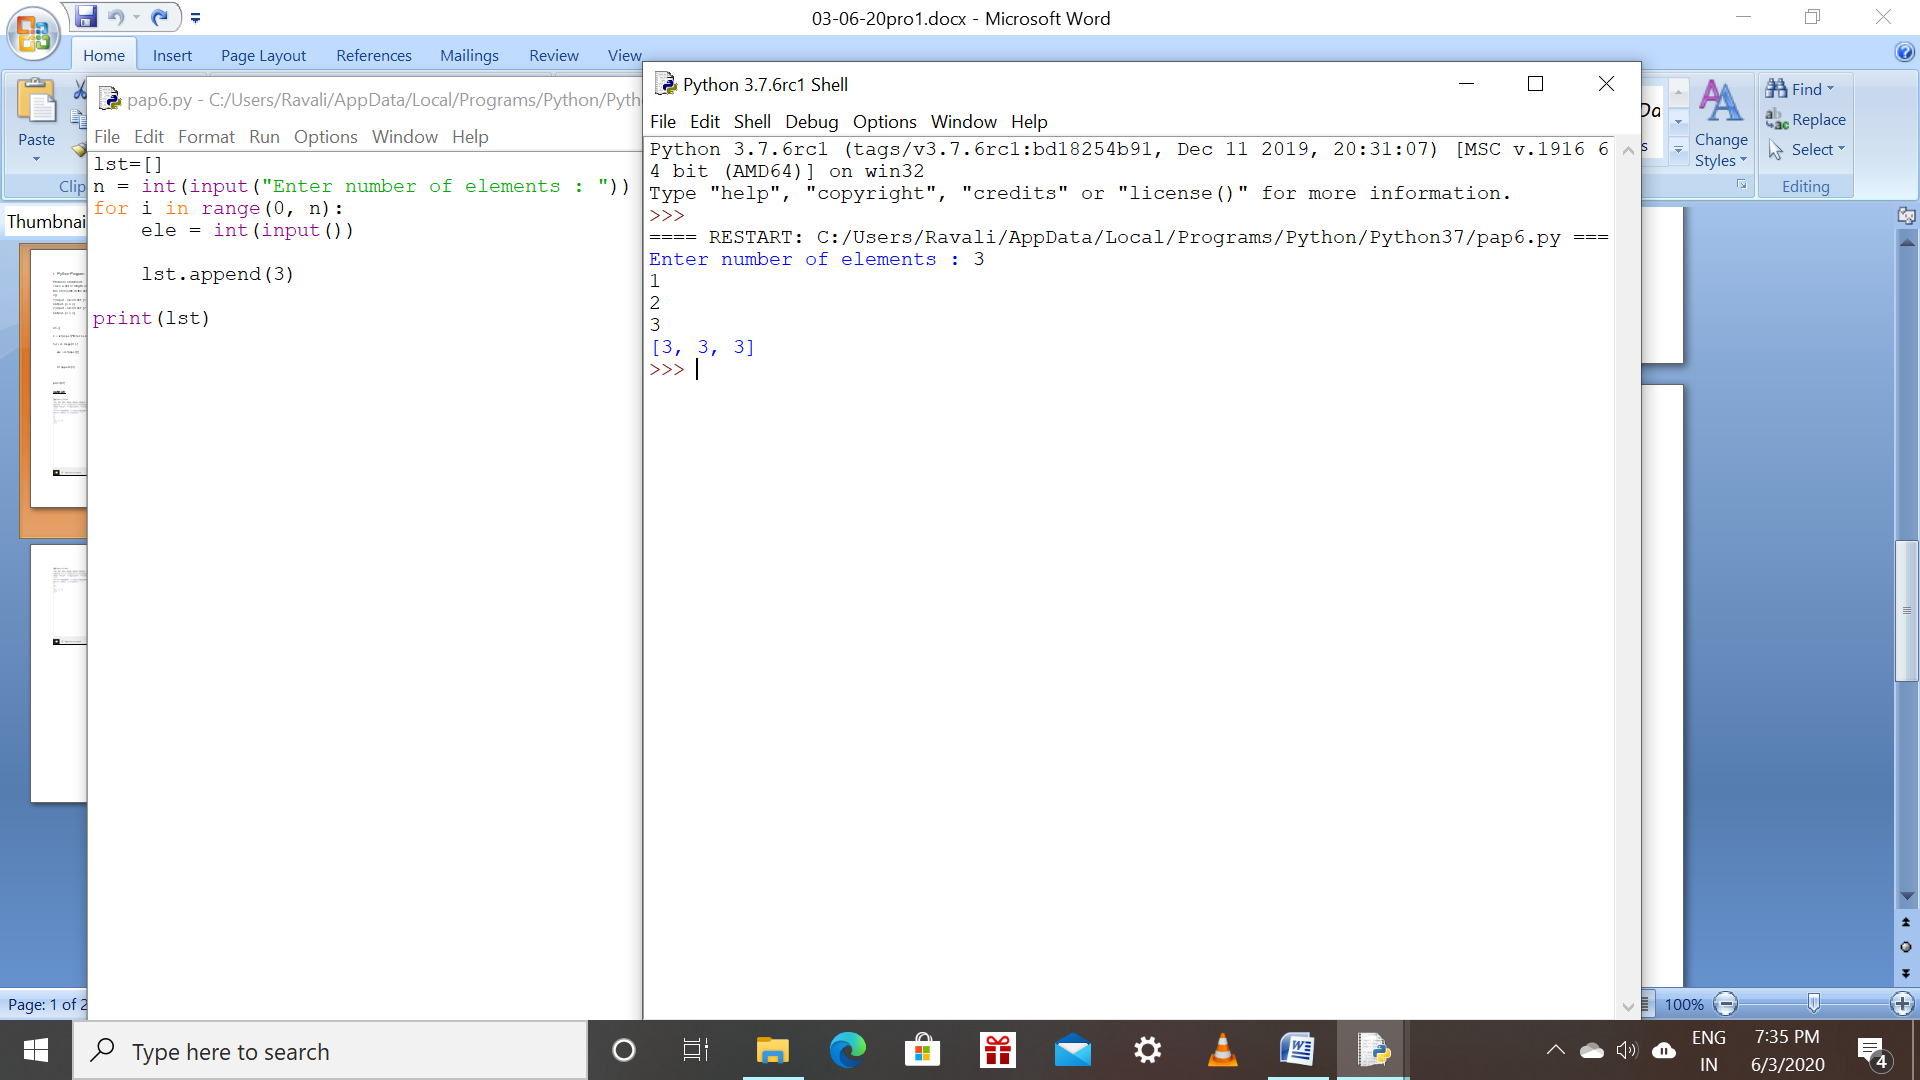 03-06-20pro1.docx - Microsoft Word
Home Insert Page Layout References Mailings Review View
Paste
Clip
Change Styles
Find
Replace
Select
Editing
Thumbnai
pap6.py - C:/Users/Ravali/AppData/Local/Programs/Python/Pyth
File Edit Format Run Options Window Help
lst=[]
n = int(input("Enter number of elements : "))
for i in range(0, n):
    ele = int(input())
    lst.append(3)
print(lst)
Python 3.7.6rc1 Shell
File Edit Shell Debug Options Window Help
Python 3.7.6rc1 (tags/v3.7.6rc1:bd18254b91, Dec 11 2019, 20:31:07) [MSC v.1916 6
4 bit (AMD64)] on win32
Type "help", "copyright", "credits" or "license()" for more information.
>>>
==== RESTART: C:/Users/Ravali/AppData/Local/Programs/Python/Python37/pap6.py ===
Enter number of elements : 3
1
2
3
[3, 3, 3]
>>>
Page: 1 of 2
100%
Type here to search
ENG
IN
7:35 PM
6/3/2020
4